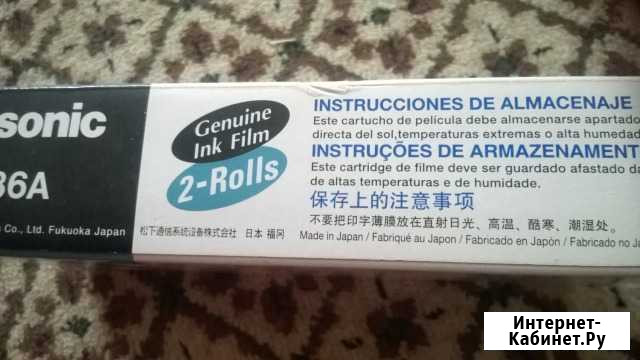 sonic
36A
s Co., Ltd. Fukuoka Japan
Genuine
Ink Film
2-Rolls
松下通信系统设备株式会社 日本 福冈
INSTRUCCIONES DE ALMACENAJE
Este cartucho de película debe almacenarse apartado
directa del sol,temperaturas extremas o alta humedad
INSTRUÇÕES DE ARMAZENAMENT
Este cartridge de filme deve ser guardado afastado da
de altas temperaturas e de humidade.
保存上的注意事项
不要把印字薄膜放在直射日光、高温、酷寒、潮湿处。
Made in Japan / Fabriqué au Japon / Fabricado en Japón / Fabricado no Ja
Интернет-
Кабинет.Ру